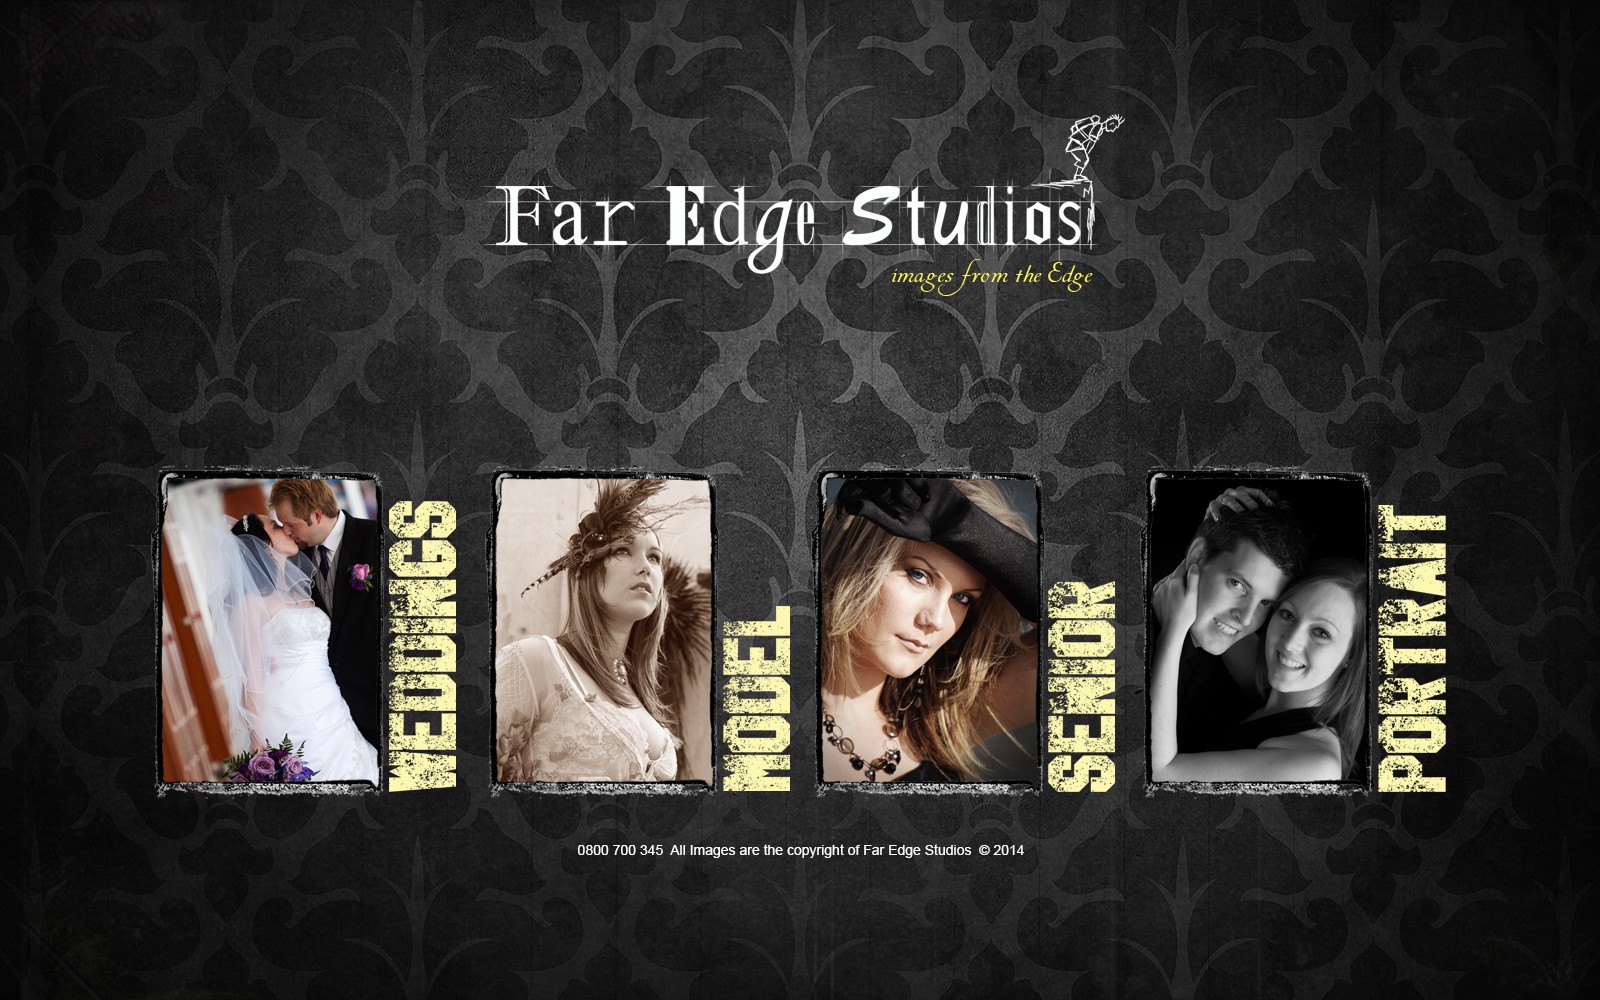 Far Edge Studios
images from the Edge
WEDDINGS
MODEL
SENIOR
PORTRAIT
0800 700 345 All Images are the copyright of Far Edge Studios © 2014